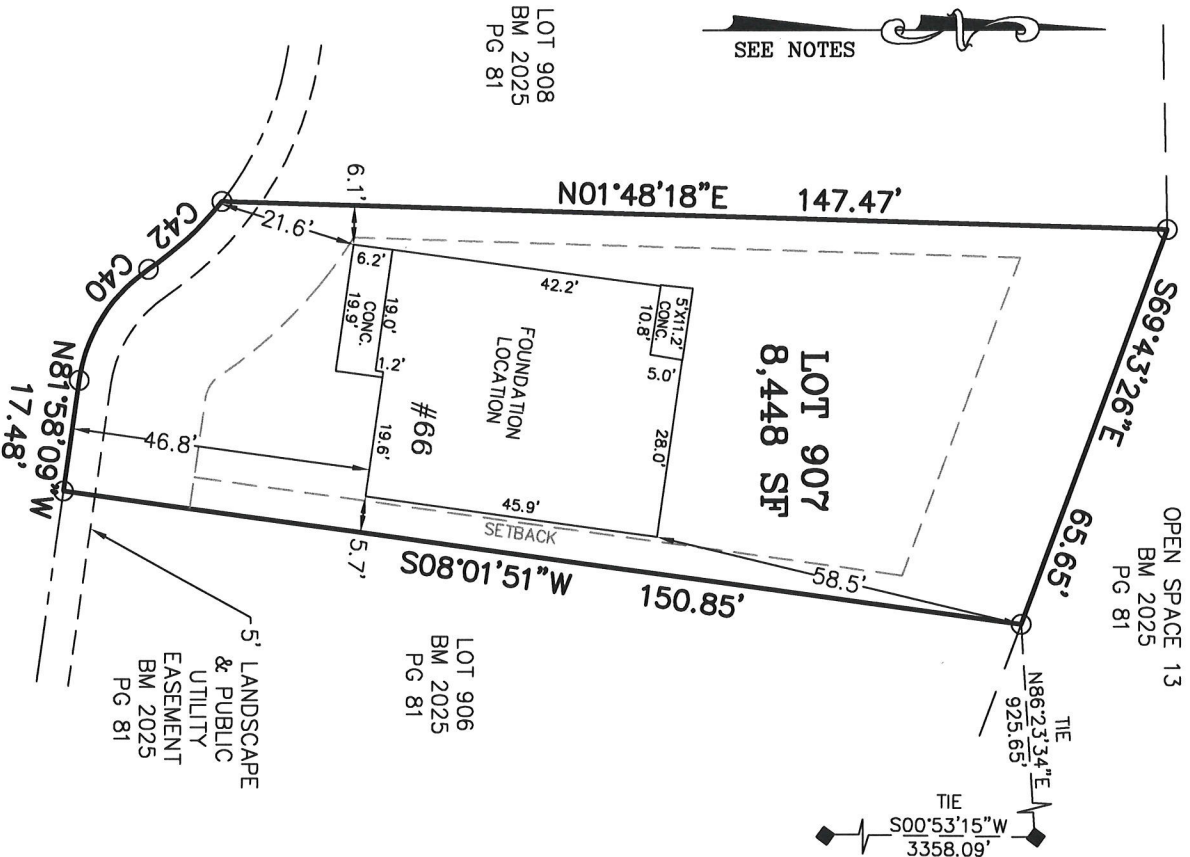 SEE NOTES
LOT 908
BM 2025
PG 81
OPEN SPACE 13
BM 2025
PG 81
N01°48'18"E 147.47'
S69°43'26"E 65.65'
TIE
N86°23'34"E
925.65'
TIE
S00°53'15"W
3358.09'
LOT 907
8,448 SF
6.1'
21.6'
C42
C40
6.2'
19.0'
CONC.
19.9'
1.2'
42.2'
5'X11.2'
CONC.
10.8'
5.0'
28.0'
FOUNDATION
LOCATION
#66
19.6'
45.9'
SETBACK
58.5'
5.7'
46.8'
S08°01'51"W 150.85'
N81°58'09"W
17.48'
LOT 906
BM 2025
PG 81
5' LANDSCAPE
& PUBLIC
UTILITY
EASEMENT
BM 2025
PG 81